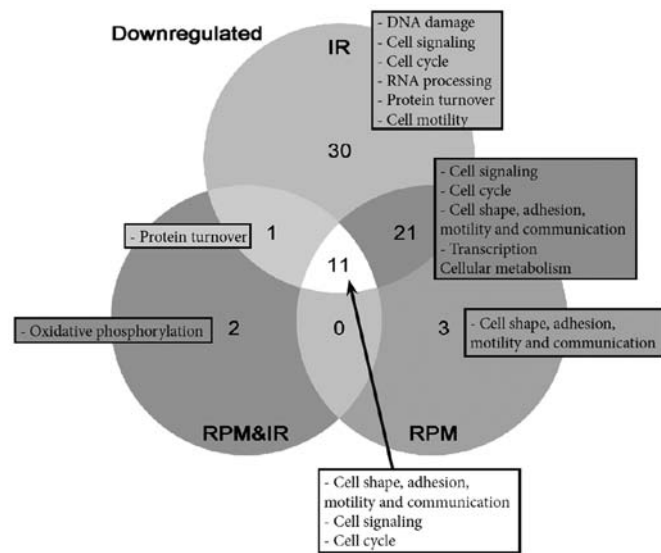 Downregulated
IR
- DNA damage
- Cell signaling
- Cell cycle
- RNA processing
- Protein turnover
- Cell motility
30
- Cell signaling
- Cell cycle
- Cell shape, adhesion,
motility and communication
- Transcription
Cellular metabolism
- Protein turnover
1
21
11
- Oxidative phosphorylation
2
0
3
- Cell shape, adhesion,
motility and communication
RPM&IR
RPM
- Cell shape, adhesion,
motility and communication
- Cell signaling
- Cell cycle